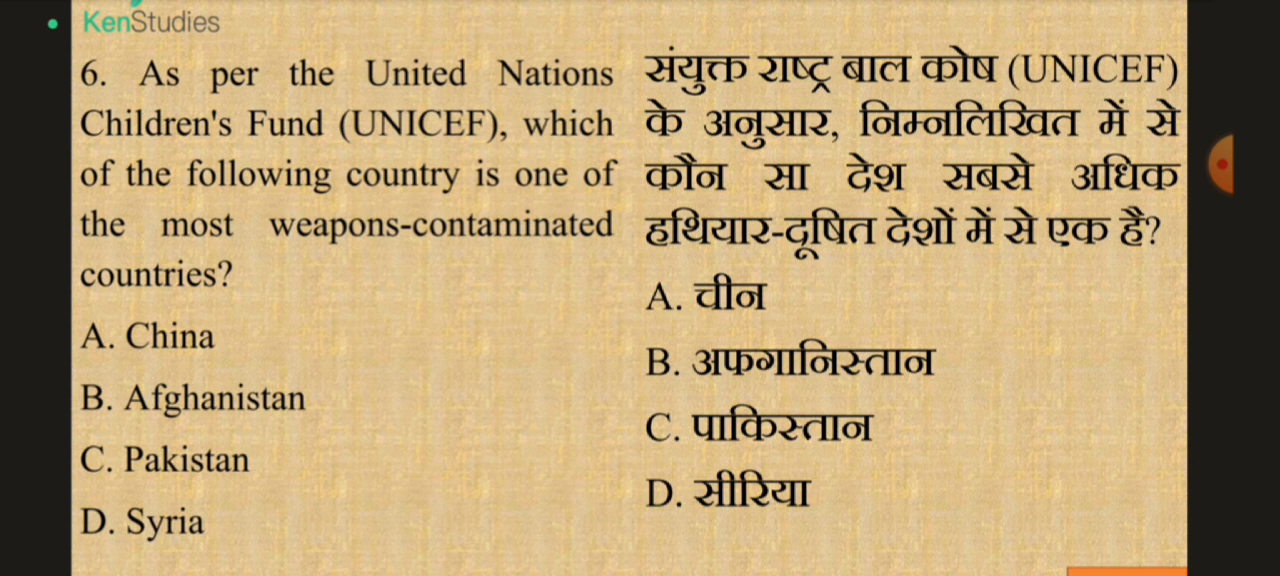 KenStudies
6. As per the United Nations
Children's Fund (UNICEF), which
of the following country is one of
the most weapons-contaminated
countries?
A. China
B. Afghanistan
C. Pakistan
D. Syria
संयुक्त राष्ट्र बाल कोष (UNICEF)
के अनुसार, निम्नलिखित में से
कौन सा देश सबसे अधिक
हथियार-दूषित देशों में से एक है?
A. चीन
B. अफगानिस्तान
C. पाकिस्तान
D. सीरिया